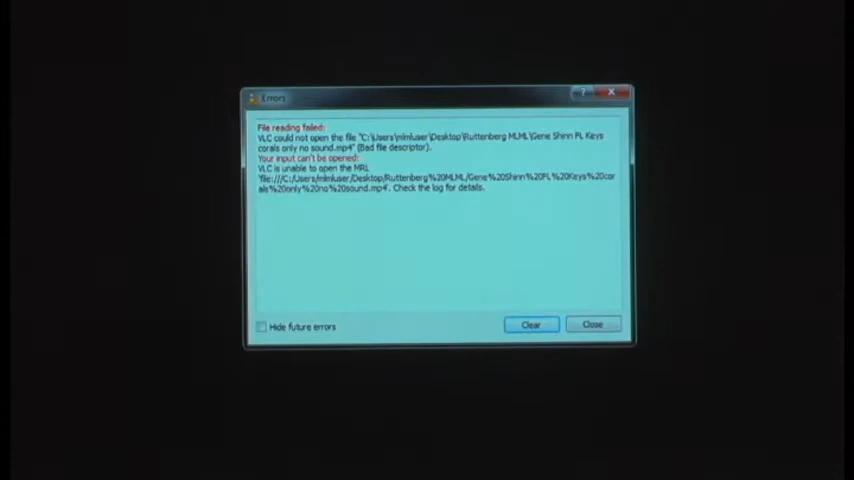 Errors
File reading failed:
VLC could not open the file "C:\Users\mlmluser\Desktop\Ruttenberg MLML\Gene Shinn FL Keys
corals only no sound.mp4" (Bad file descriptor).
Your input can't be opened:
VLC is unable to open the MRL
'file:///C:/Users/mlmluser/Desktop/Ruttenberg%20MLML/Gene%20Shinn%20FL%20Keys%20cor
als%20only%20no%20sound.mp4'. Check the log for details.
Hide future errors
Clear
Close